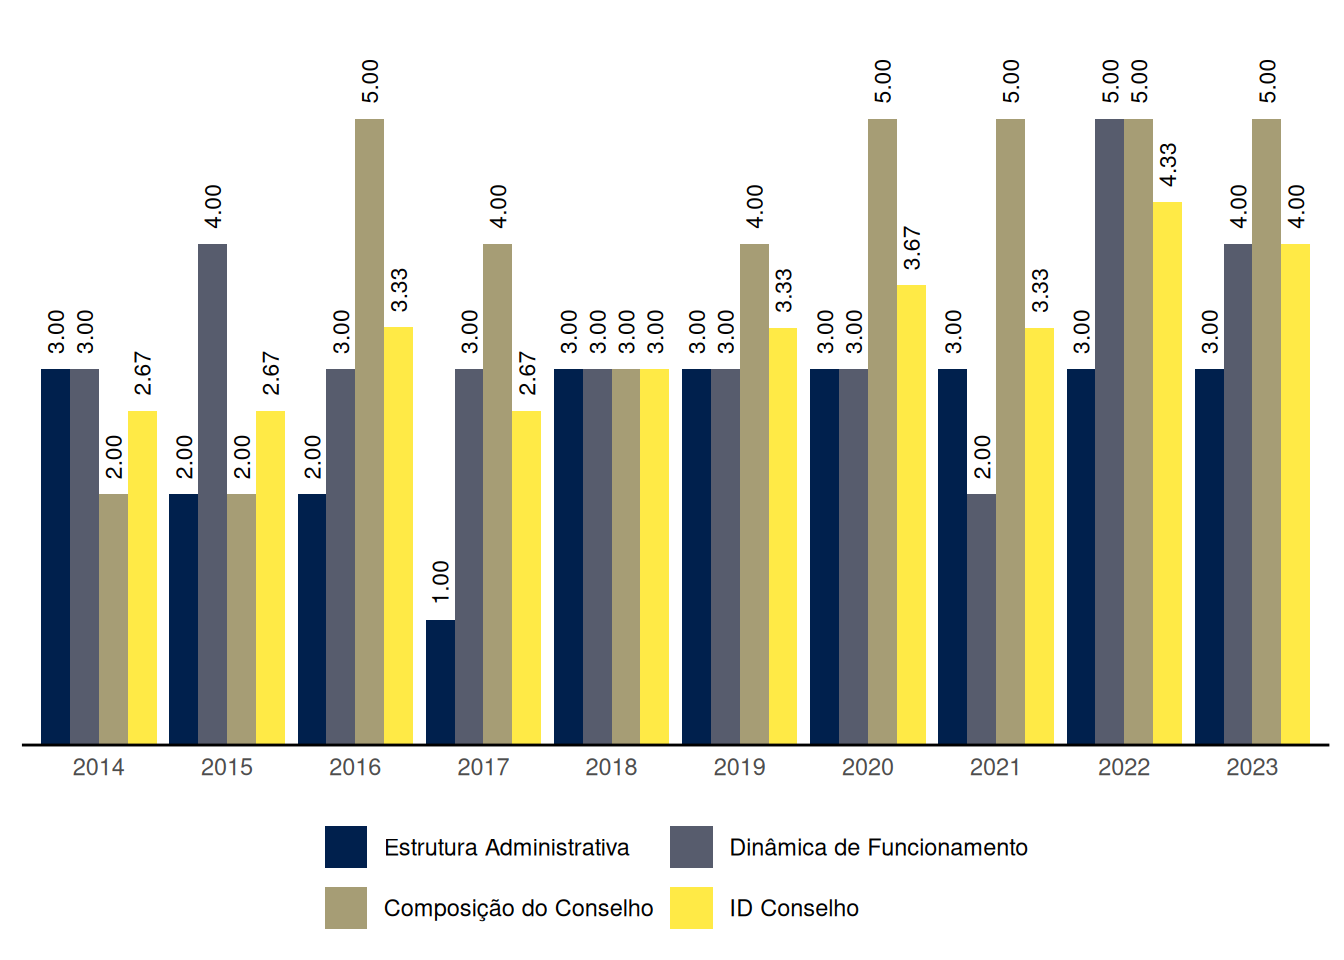 3.00 3.00 2.00 2.67
2.00 4.00 2.00 2.67
2.00 3.00 5.00 3.33
1.00 3.00 4.00 2.67
3.00 3.00 3.00 3.00
3.00 3.00 4.00 3.33
3.00 3.00 5.00 3.67
3.00 2.00 5.00 3.33
3.00 5.00 5.00 4.33
3.00 4.00 5.00 4.00
2014 2015 2016 2017 2018 2019 2020 2021 2022 2023
Estrutura Administrativa Dinâmica de Funcionamento
Composição do Conselho ID Conselho